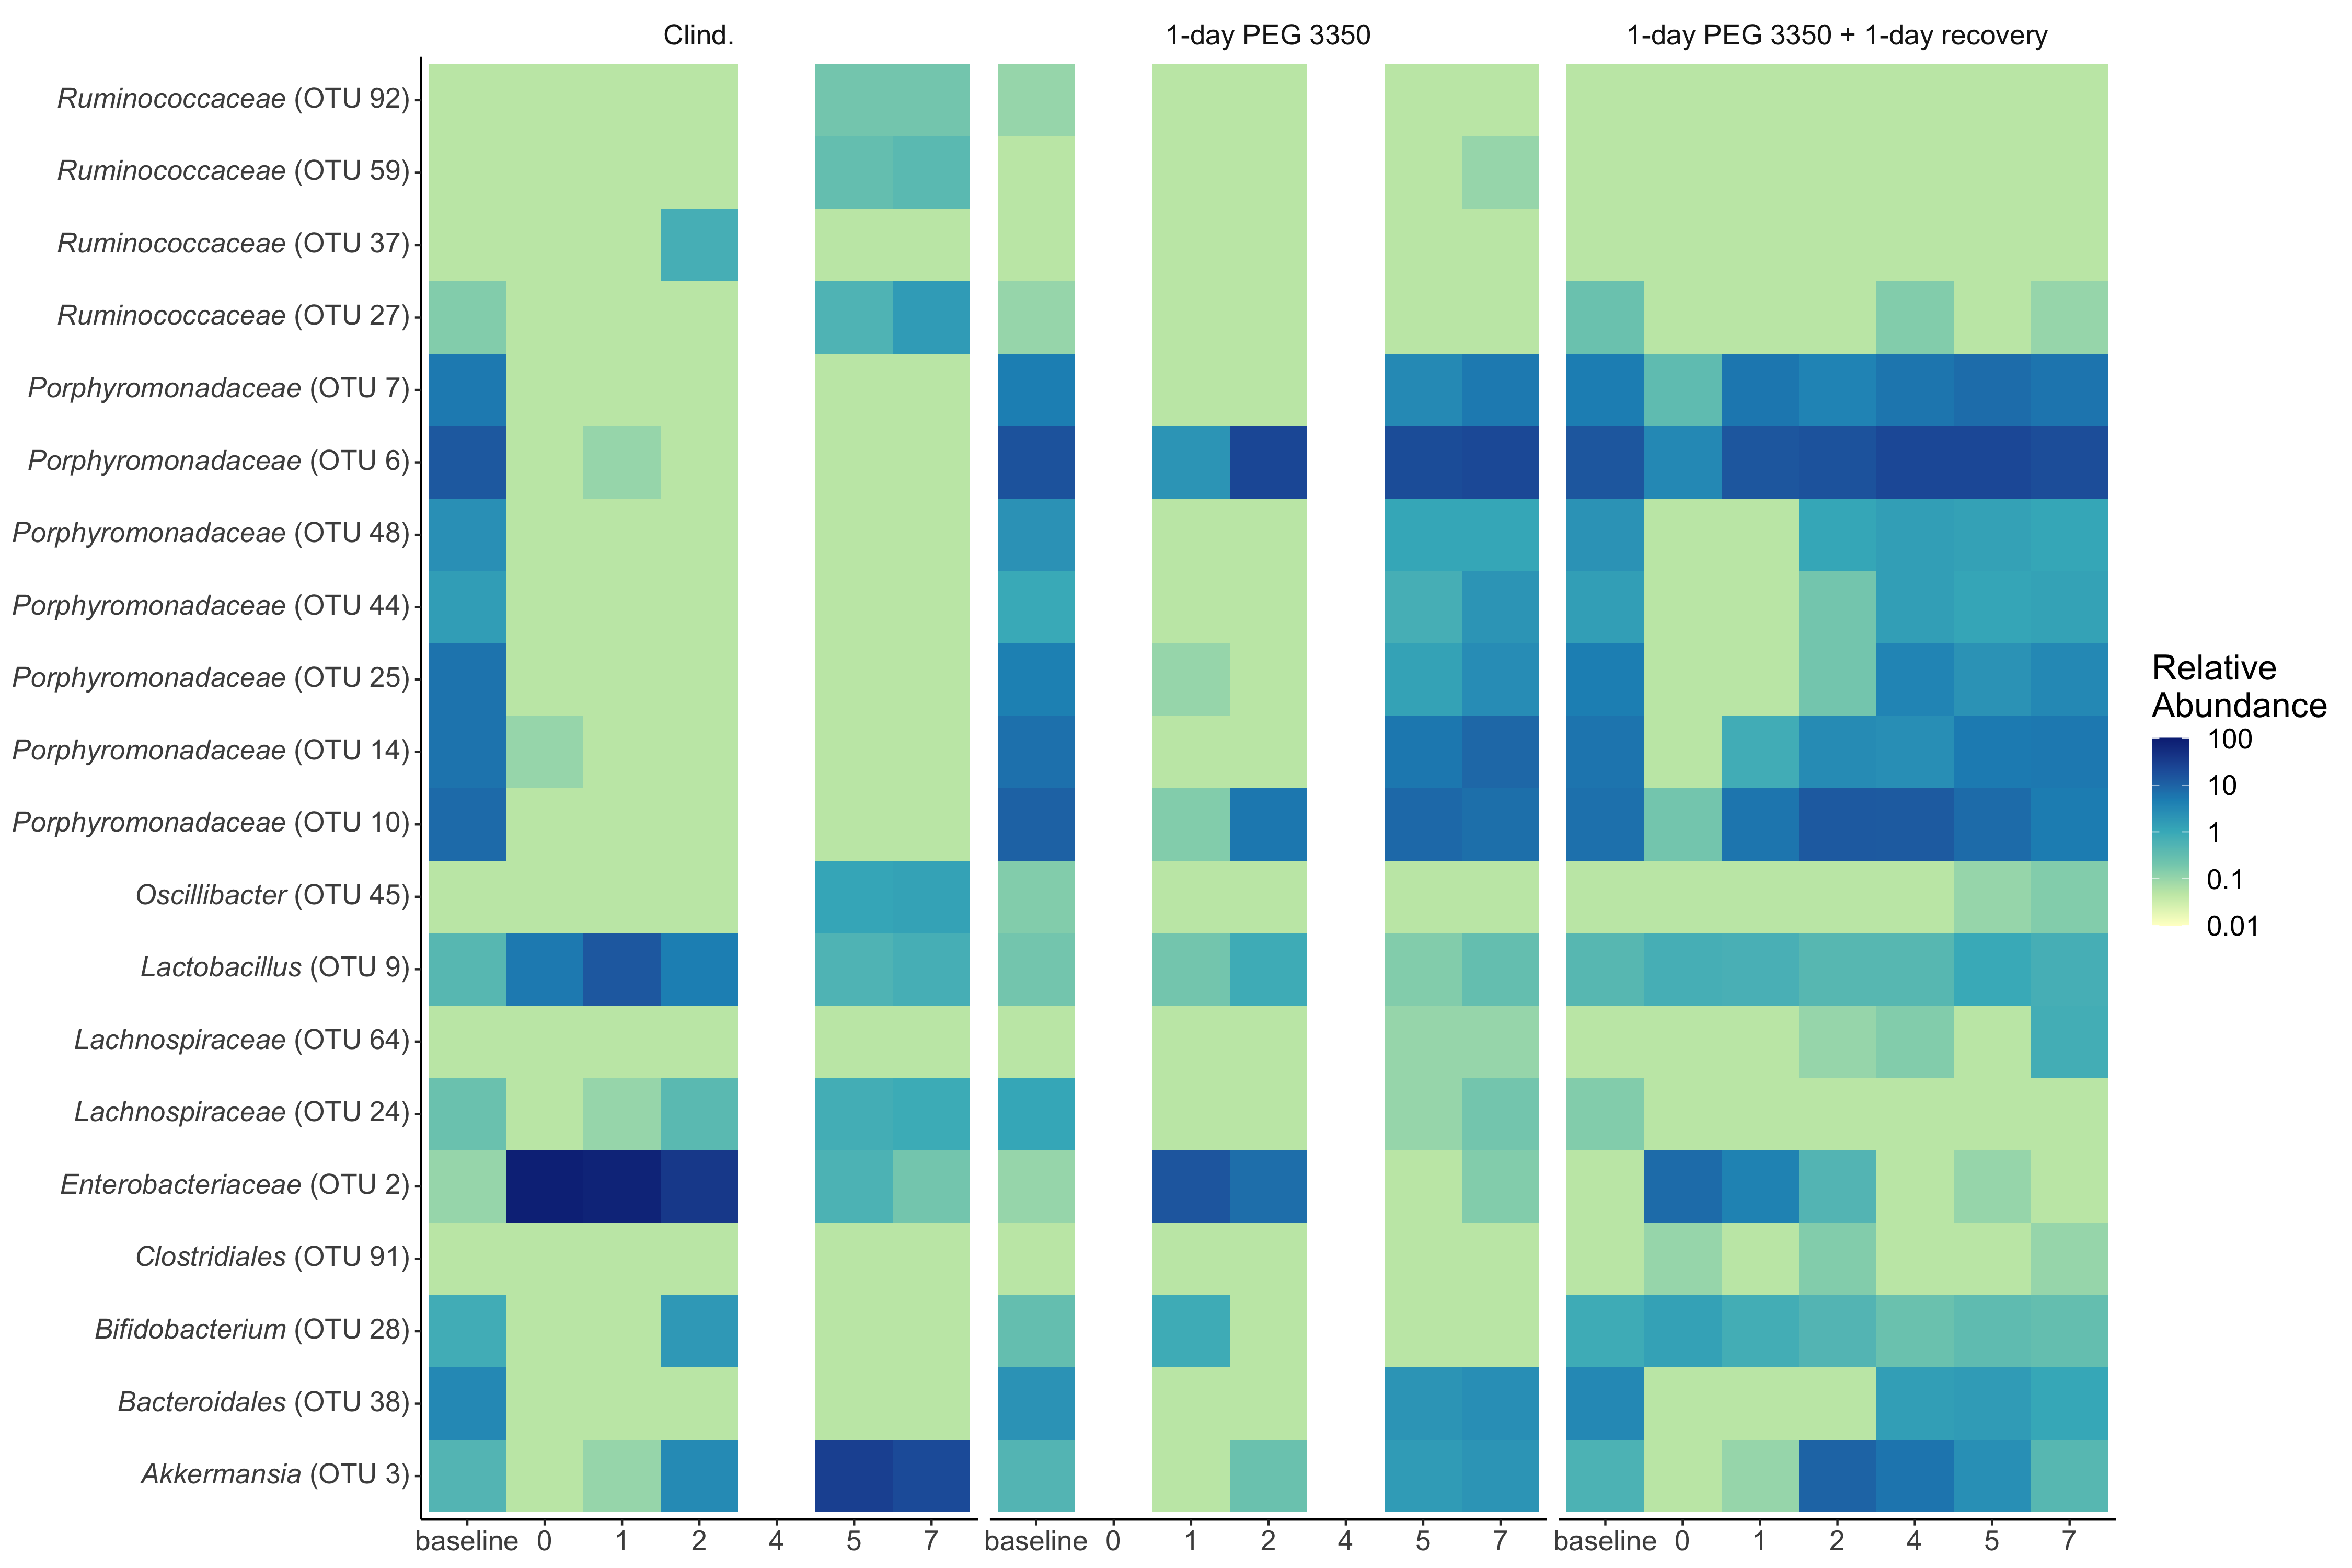 Clind.
1-day PEG 3350
1-day PEG 3350 + 1-day recovery
Ruminococcaceae (OTU 92)
Ruminococcaceae (OTU 59)
Ruminococcaceae (OTU 37)
Ruminococcaceae (OTU 27)
Porphyromonadaceae (OTU 7)
Porphyromonadaceae (OTU 6)
Porphyromonadaceae (OTU 48)
Porphyromonadaceae (OTU 44)
Porphyromonadaceae (OTU 25)
Porphyromonadaceae (OTU 14)
Porphyromonadaceae (OTU 10)
Oscillibacter (OTU 45)
Lactobacillus (OTU 9)
Lachnospiraceae (OTU 64)
Lachnospiraceae (OTU 24)
Enterobacteriaceae (OTU 2)
Clostridiales (OTU 91)
Bifidobacterium (OTU 28)
Bacteroidales (OTU 38)
Akkermansia (OTU 3)
baseline 0 1 2 4 5 7
baseline 0 1 2 4 5 7
baseline 0 1 2 4 5 7
Relative
Abundance
100
10
1
0.1
0.01